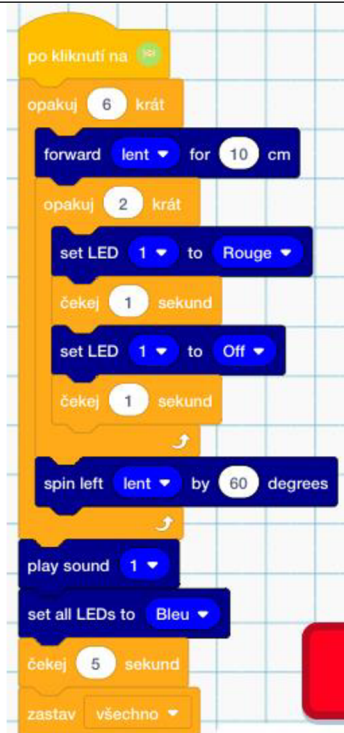 po kliknutí na
opakuj 6 krát
forward lent for 10 cm
opakuj 2 krát
set LED 1 to Rouge
čekej 1 sekund
set LED 1 to Off
čekej 1 sekund
spin left lent by 60 degrees
play sound 1
set all LEDs to Bleu
čekej 5 sekund
zastav všechno